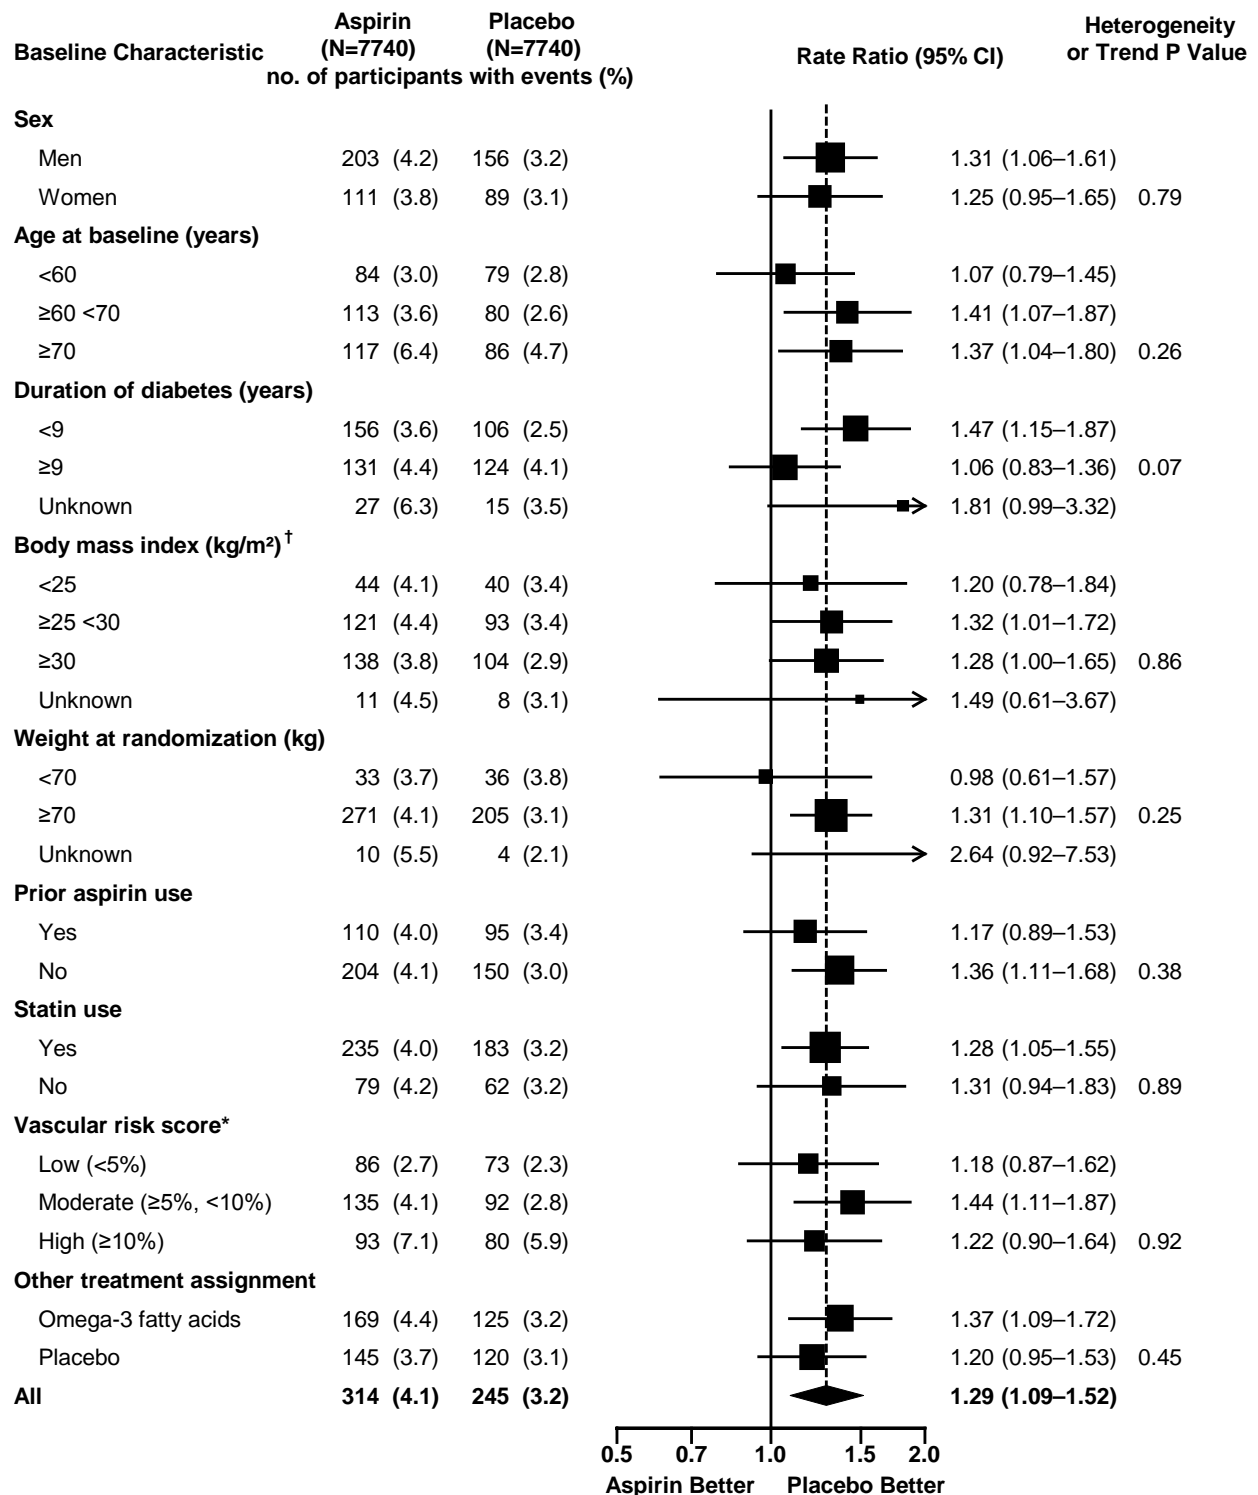 Aspirin Placebo Heterogeneity
Baseline Characteristic (N=7740) (N=7740) Rate Ratio (95% CI) or Trend P Value
no. of participants with events (%)
Sex
Men 203 (4.2) 156 (3.2) 1.31 (1.06–1.61)
Women 111 (3.8) 89 (3.1) 1.25 (0.95–1.65) 0.79
Age at baseline (years)
<60 84 (3.0) 79 (2.8) 1.07 (0.79–1.45)
≥60 <70 113 (3.6) 80 (2.6) 1.41 (1.07–1.87)
≥70 117 (6.4) 86 (4.7) 1.37 (1.04–1.80) 0.26
Duration of diabetes (years)
<9 156 (3.6) 106 (2.5) 1.47 (1.15–1.87)
≥9 131 (4.4) 124 (4.1) 1.06 (0.83–1.36) 0.07
Unknown 27 (6.3) 15 (3.5) 1.81 (0.99–3.32)
Body mass index (kg/m²)†
<25 44 (4.1) 40 (3.4) 1.20 (0.78–1.84)
≥25 <30 121 (4.4) 93 (3.4) 1.32 (1.01–1.72)
≥30 138 (3.8) 104 (2.9) 1.28 (1.00–1.65) 0.86
Unknown 11 (4.5) 8 (3.1) 1.49 (0.61–3.67)
Weight at randomization (kg)
<70 33 (3.7) 36 (3.8) 0.98 (0.61–1.57)
≥70 271 (4.1) 205 (3.1) 1.31 (1.10–1.57) 0.25
Unknown 10 (5.5) 4 (2.1) 2.64 (0.92–7.53)
Prior aspirin use
Yes 110 (4.0) 95 (3.4) 1.17 (0.89–1.53)
No 204 (4.1) 150 (3.0) 1.36 (1.11–1.68) 0.38
Statin use
Yes 235 (4.0) 183 (3.2) 1.28 (1.05–1.55)
No 79 (4.2) 62 (3.2) 1.31 (0.94–1.83) 0.89
Vascular risk score*
Low (<5%) 86 (2.7) 73 (2.3) 1.18 (0.87–1.62)
Moderate (≥5%, <10%) 135 (4.1) 92 (2.8) 1.44 (1.11–1.87)
High (≥10%) 93 (7.1) 80 (5.9) 1.22 (0.90–1.64) 0.92
Other treatment assignment
Omega-3 fatty acids 169 (4.4) 125 (3.2) 1.37 (1.09–1.72)
Placebo 145 (3.7) 120 (3.1) 1.20 (0.95–1.53) 0.45
All 314 (4.1) 245 (3.2) 1.29 (1.09–1.52)
0.5 0.7 1.0 1.5 2.0
Aspirin Better Placebo Better